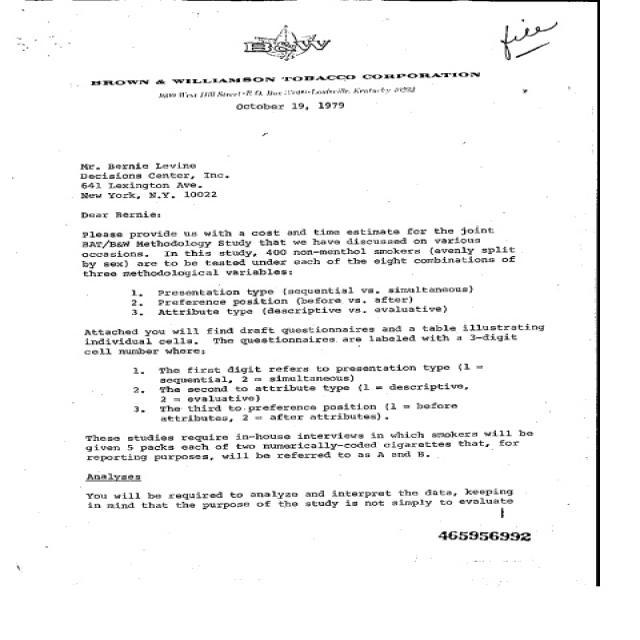 file
B&W
BROWN & WILLIAMSON TOBACCO CORPORATION
1600 West Hill Street • P.O. Box Louisville, Kentucky
October 19, 1979
Mr. Bernie Levine
Decisions Center, Inc.
641 Lexington Ave.
New York, N.Y. 10022
Dear Bernie:
Please provide us with a cost and time estimate for the joint
BAT/B&W Methodology Study that we have discussed on various
occasions. In this study, 400 non-menthol smokers (evenly split
by sex) are to be tested under each of the eight combinations of
three methodological variables:
1. Presentation type (sequential vs. simultaneous)
2. Preference position (before vs. after)
3. Attribute type (descriptive vs. evaluative)
Attached you will find draft questionnaires and a table illustrating
individual cells. The questionnaires are labeled with a 3-digit
cell number where:
1. The first digit refers to presentation type (1 =
sequential, 2 = simultaneous)
2. The second to attribute type (1 = descriptive,
2 = evaluative)
3. The third to preference position (1 = before
attributes, 2 = after attributes).
These studies require in-house interviews in which smokers will be
given 5 packs each of two numerically-coded cigarettes that, for
reporting purposes, will be referred to as A and B.
Analyses
You will be required to analyze and interpret the data, keeping
in mind that the purpose of the study is not simply to evaluate
465956992